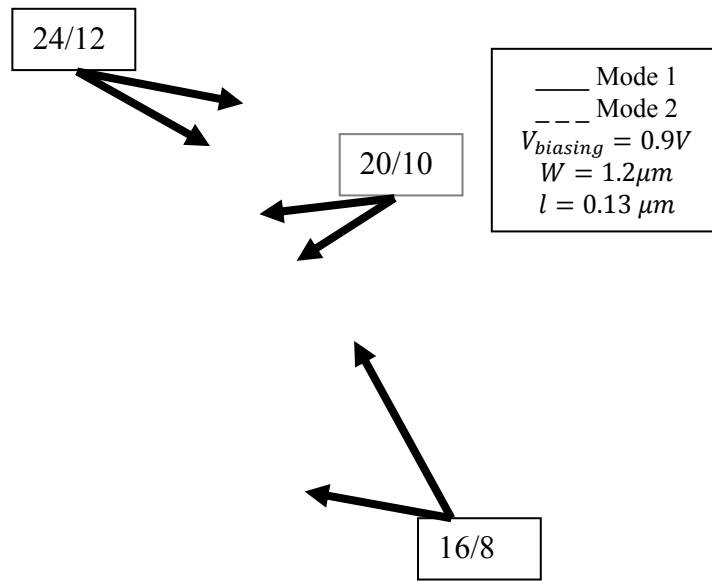 24/12
____ Mode 1
_ _ _ Mode 2
V_biasing = 0.9V
W = 1.2μm
l = 0.13 μm
20/10
16/8